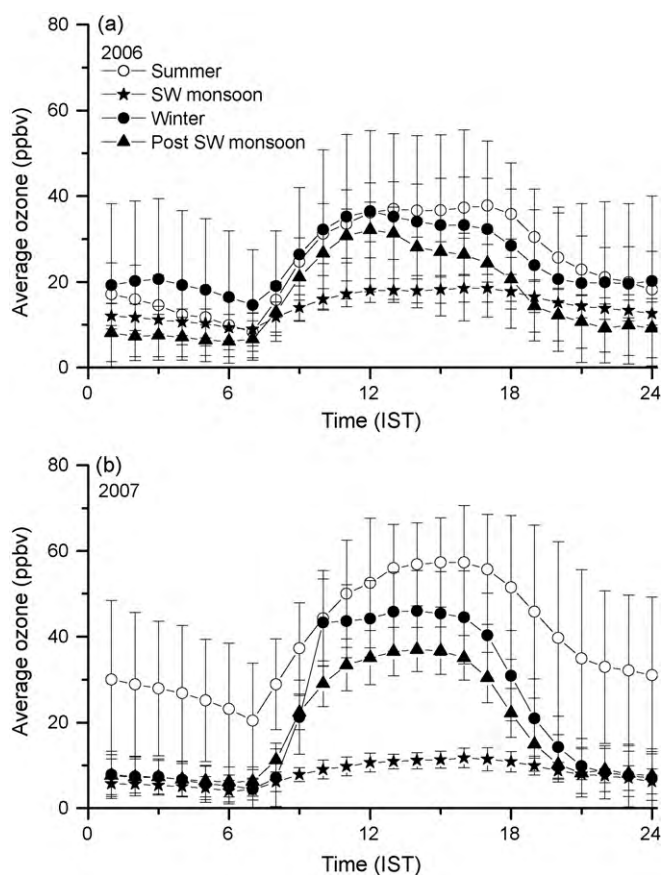 (a)
2006
Summer
SW monsoon
Winter
Post SW monsoon
80
60
40
20
0
Average ozone (ppbv)
0 6 12 18 24
Time (IST)
(b)
2007
80
60
40
20
0
Average ozone (ppbv)
0 6 12 18 24
Time (IST)